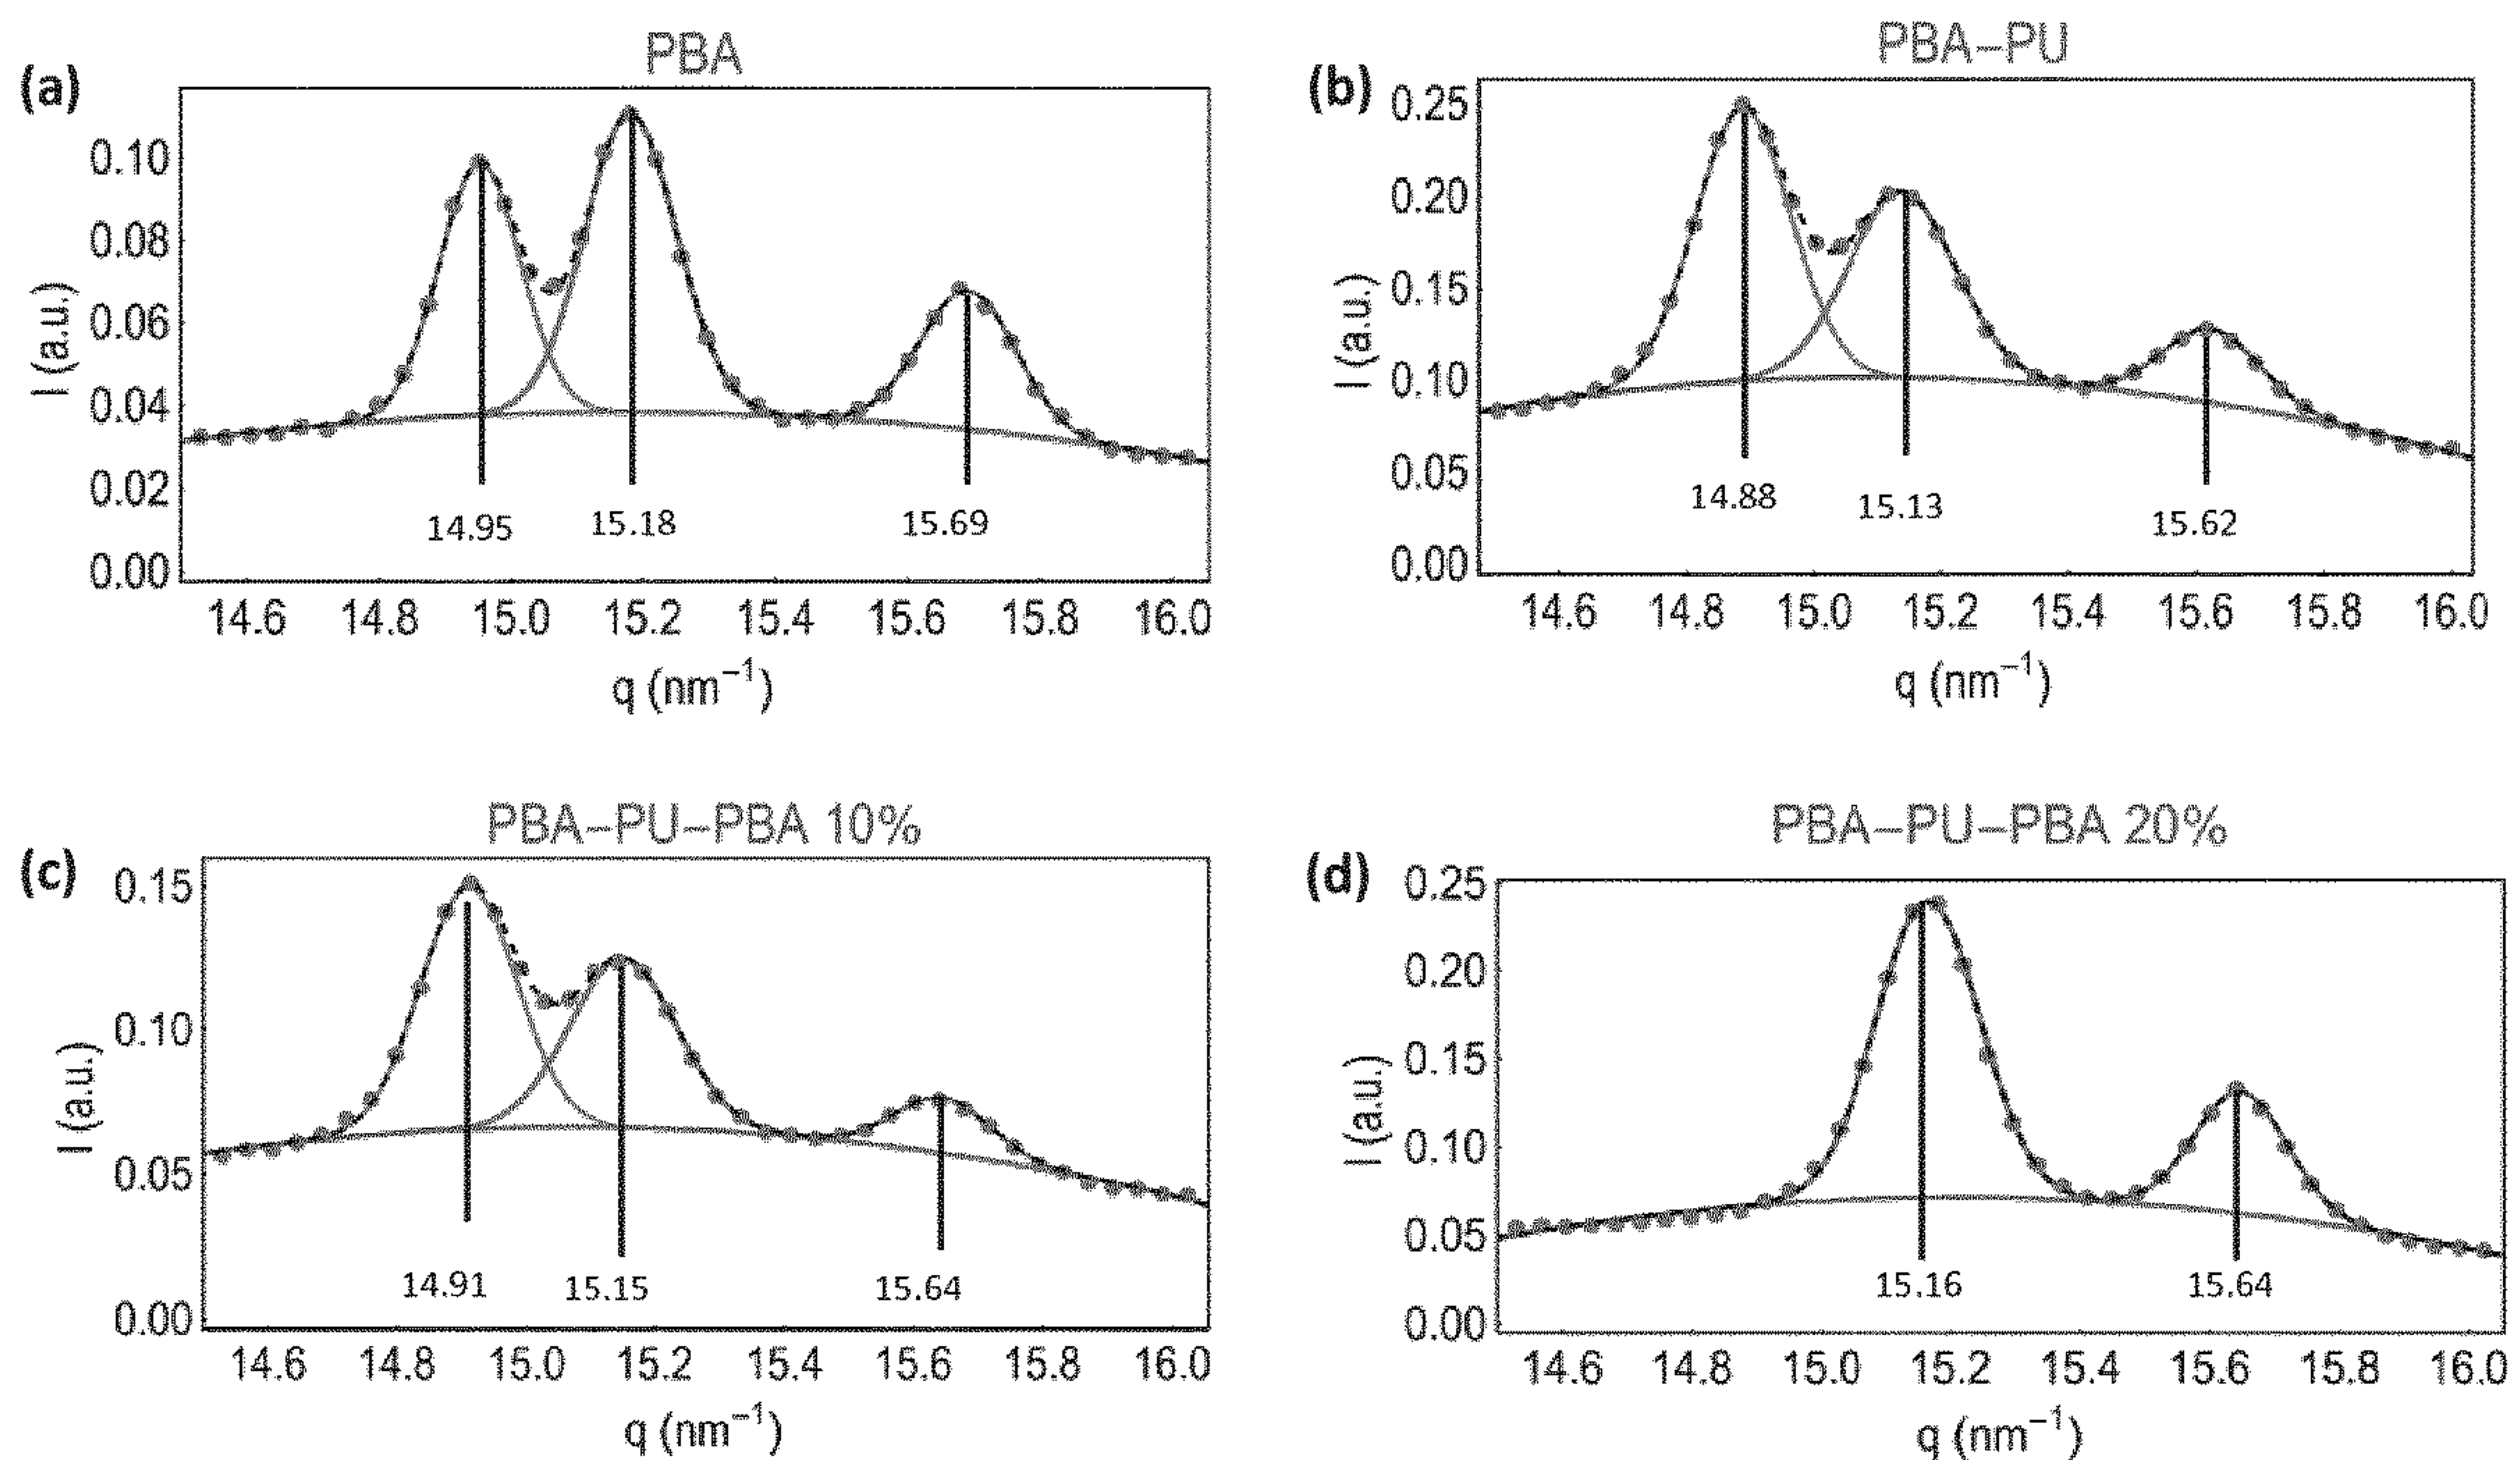 (a)
PBA
I (a.u.)
0.10
0.08
0.06
0.04
0.02
0.00
14.95 15.18 15.69
14.6 14.8 15.0 15.2 15.4 15.6 15.8 16.0
q (nm⁻¹)
(b)
PBA–PU
I (a.u.)
0.25
0.20
0.15
0.10
0.05
0.00
14.88 15.13 15.62
14.6 14.8 15.0 15.2 15.4 15.6 15.8 16.0
q (nm⁻¹)
(c)
PBA–PU–PBA 10%
I (a.u.)
0.15
0.10
0.05
0.00
14.91 15.15 15.64
14.6 14.8 15.0 15.2 15.4 15.6 15.8 16.0
q (nm⁻¹)
(d)
PBA–PU–PBA 20%
I (a.u.)
0.25
0.20
0.15
0.10
0.05
0.00
15.16 15.64
14.6 14.8 15.0 15.2 15.4 15.6 15.8 16.0
q (nm⁻¹)